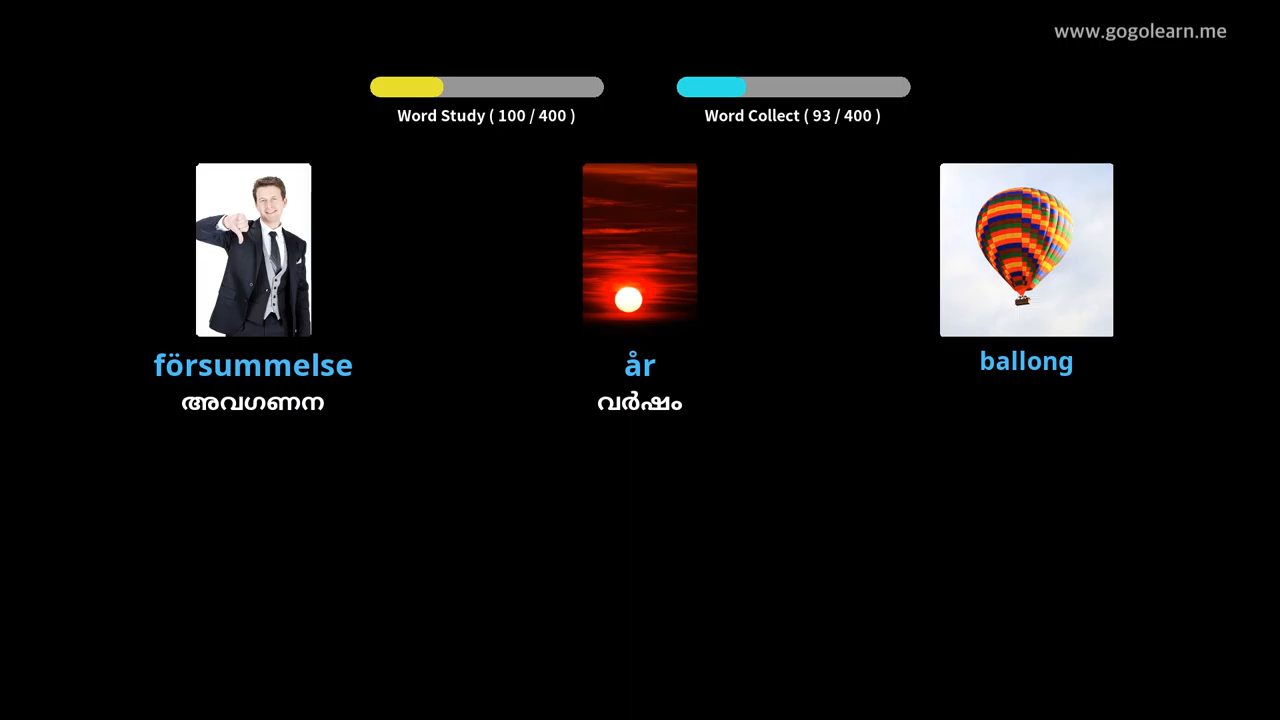 www.gogolearn.me
Word Study ( 100 / 400 )
Word Collect ( 93 / 400 )
försummelse
അവഗണന
år
വർഷം
ballong